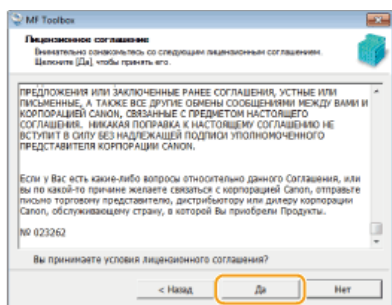 MF Toolbox
Лицензионное соглашение
Внимательно ознакомьтесь со следующим лицензионным соглашением.
Щелкните [Да], чтобы принять его.
ПРЕДЛОЖЕНИЯ ИЛИ ЗАКЛЮЧЕННЫЕ РАНЕЕ СОГЛАШЕНИЯ, УСТНЫЕ ИЛИ
ПИСЬМЕННЫЕ, А ТАКЖЕ ВСЕ ДРУГИЕ ОБМЕНЫ СООБЩЕНИЯМИ МЕЖДУ ВАМИ И
КОРПОРАЦИЕЙ CANON, СВЯЗАННЫЕ С ПРЕДМЕТОМ НАСТОЯЩЕГО
СОГЛАШЕНИЯ. НИКАКАЯ ПОПРАВКА К НАСТОЯЩЕМУ СОГЛАШЕНИЮ НЕ
ВСТУПИТ В СИЛУ БЕЗ НАДЛЕЖАЩЕЙ ПОДПИСИ УПОЛНОМОЧЕННОГО
ПРЕДСТАВИТЕЛЯ КОРПОРАЦИИ CANON.
Если у Вас есть какие-либо вопросы относительно данного Соглашения, или
вы по какой-то причине желаете связаться с корпорацией Canon, отправьте
письмо торговому представителю, дистрибьютору или дилеру корпорации
Canon, обслуживающему страну, в которой Вы приобрели Продукты.
№ 023262
Вы принимаете условия лицензионного соглашения?
< Назад
Да
Нет